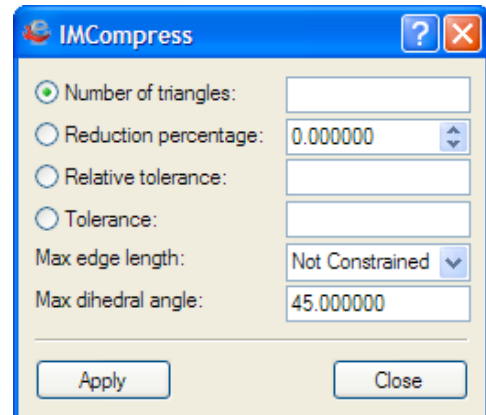 IMCompress
Number of triangles:
Reduction percentage: 0.000000
Relative tolerance:
Tolerance:
Max edge length: Not Constrained
Max dihedral angle: 45.000000
Apply Close